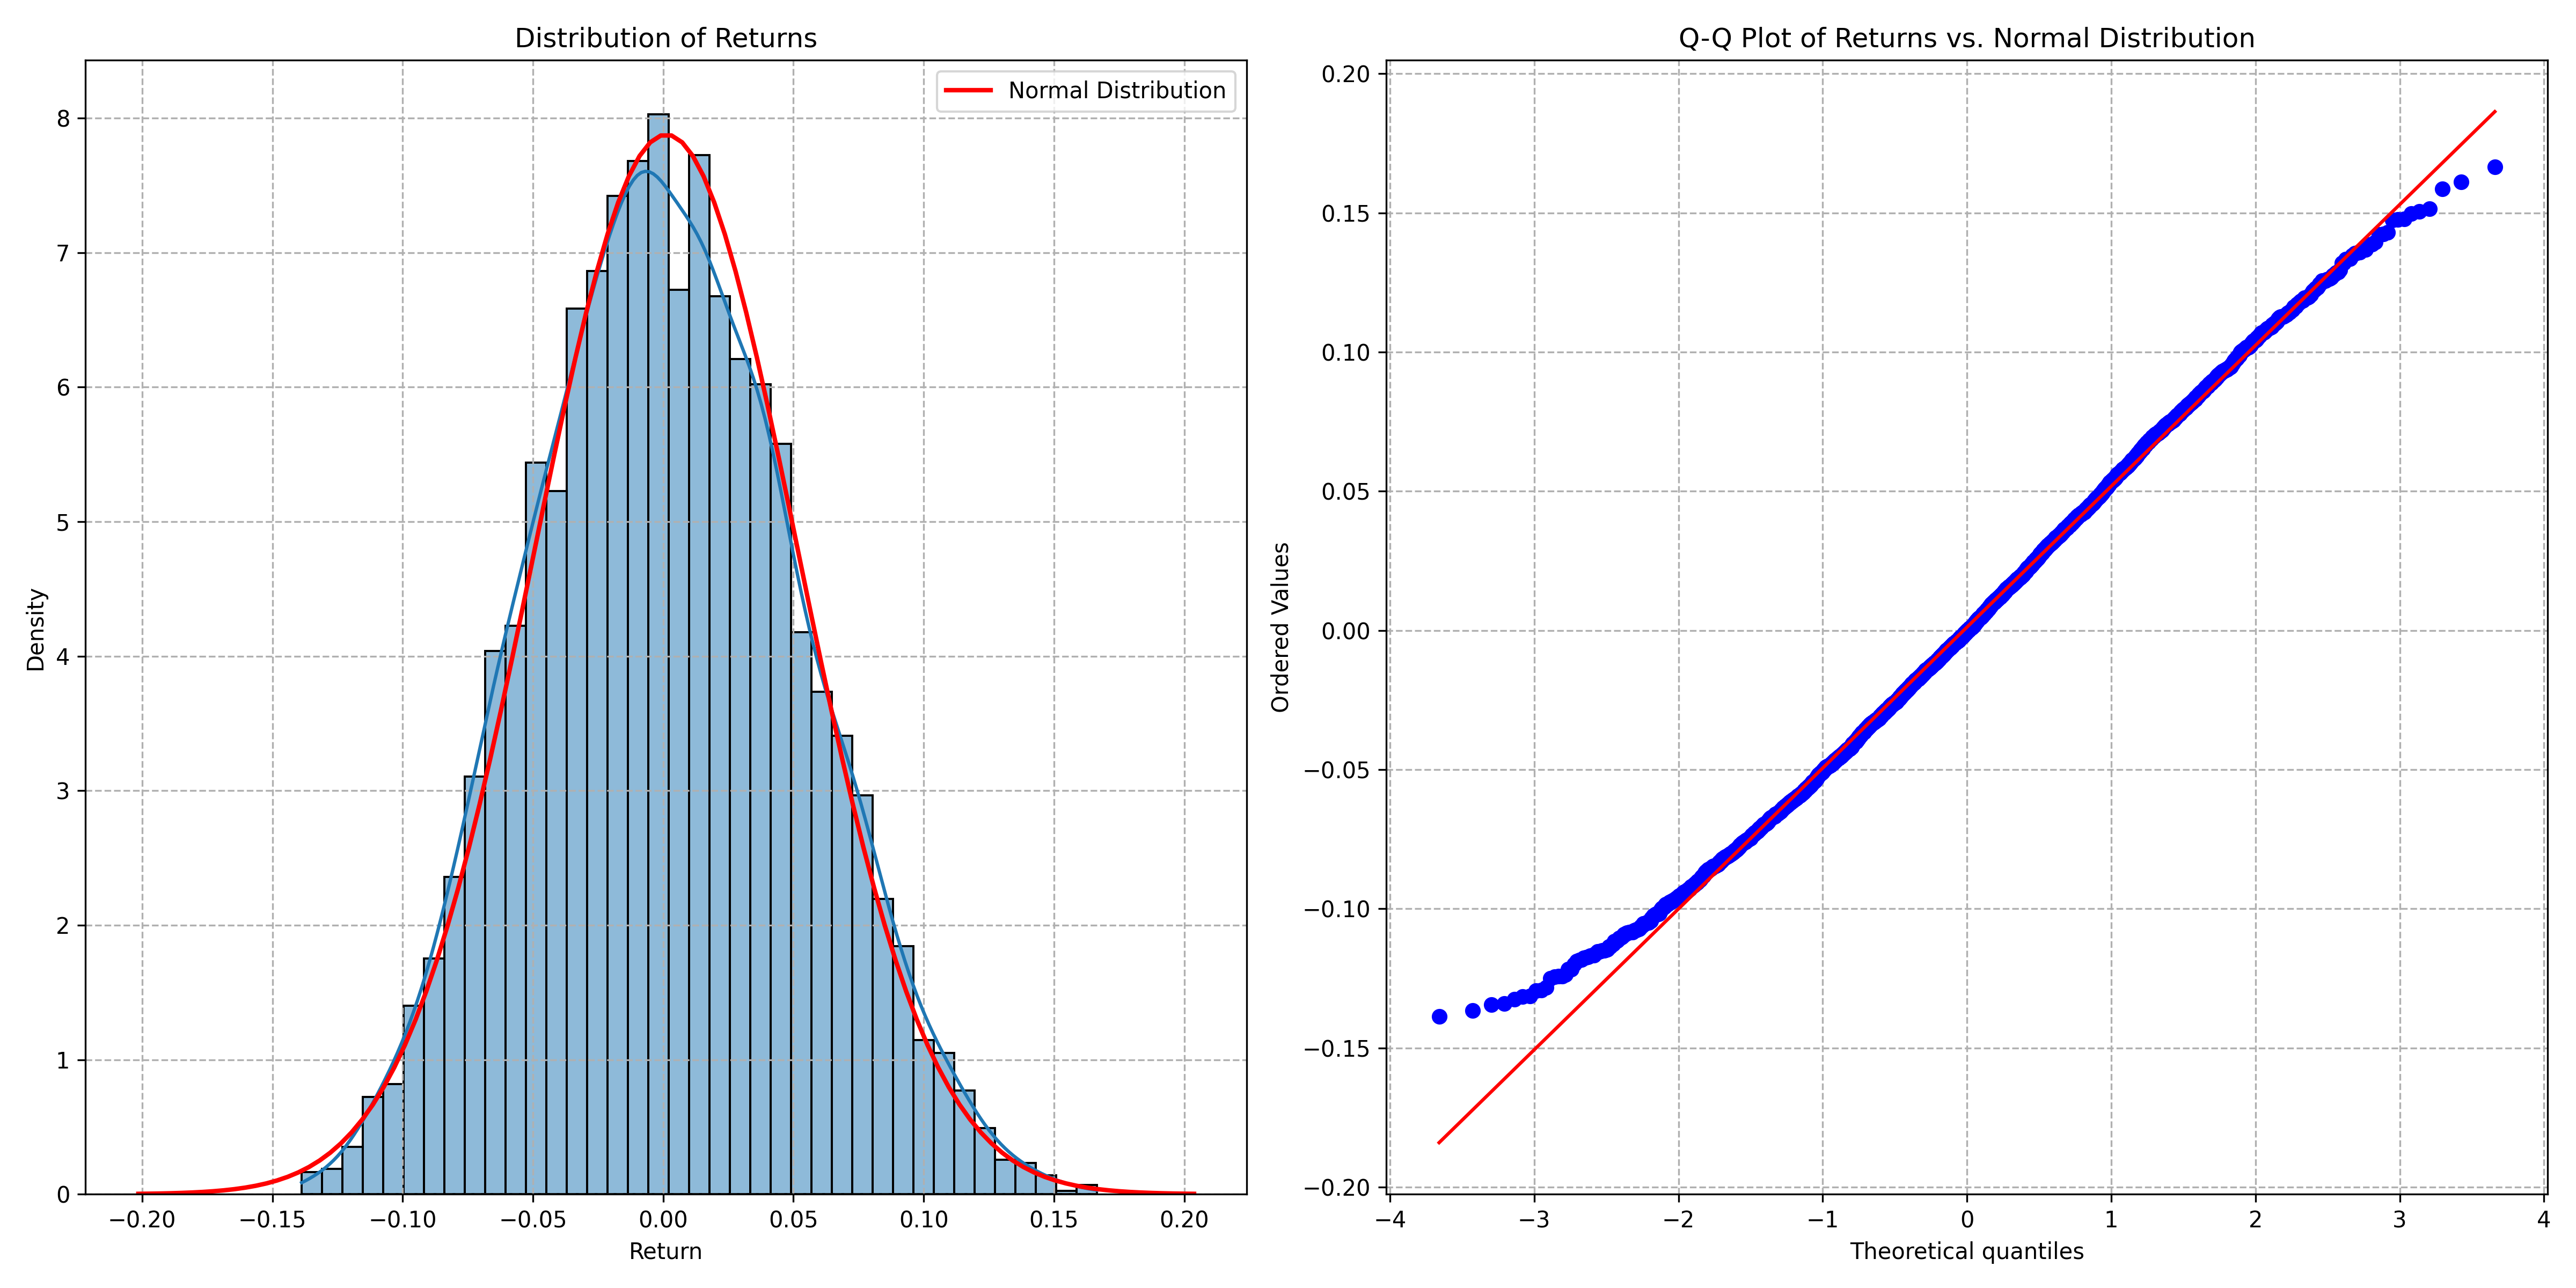 Distribution of Returns
Normal Distribution
8
7
6
5
4
3
2
1
0
Density
−0.20 −0.15 −0.10 −0.05 0.00 0.05 0.10 0.15 0.20
Return
Q-Q Plot of Returns vs. Normal Distribution
0.20
0.15
0.10
0.05
0.00
−0.05
−0.10
−0.15
−0.20
Ordered Values
−4 −3 −2 −1 0 1 2 3 4
Theoretical quantiles